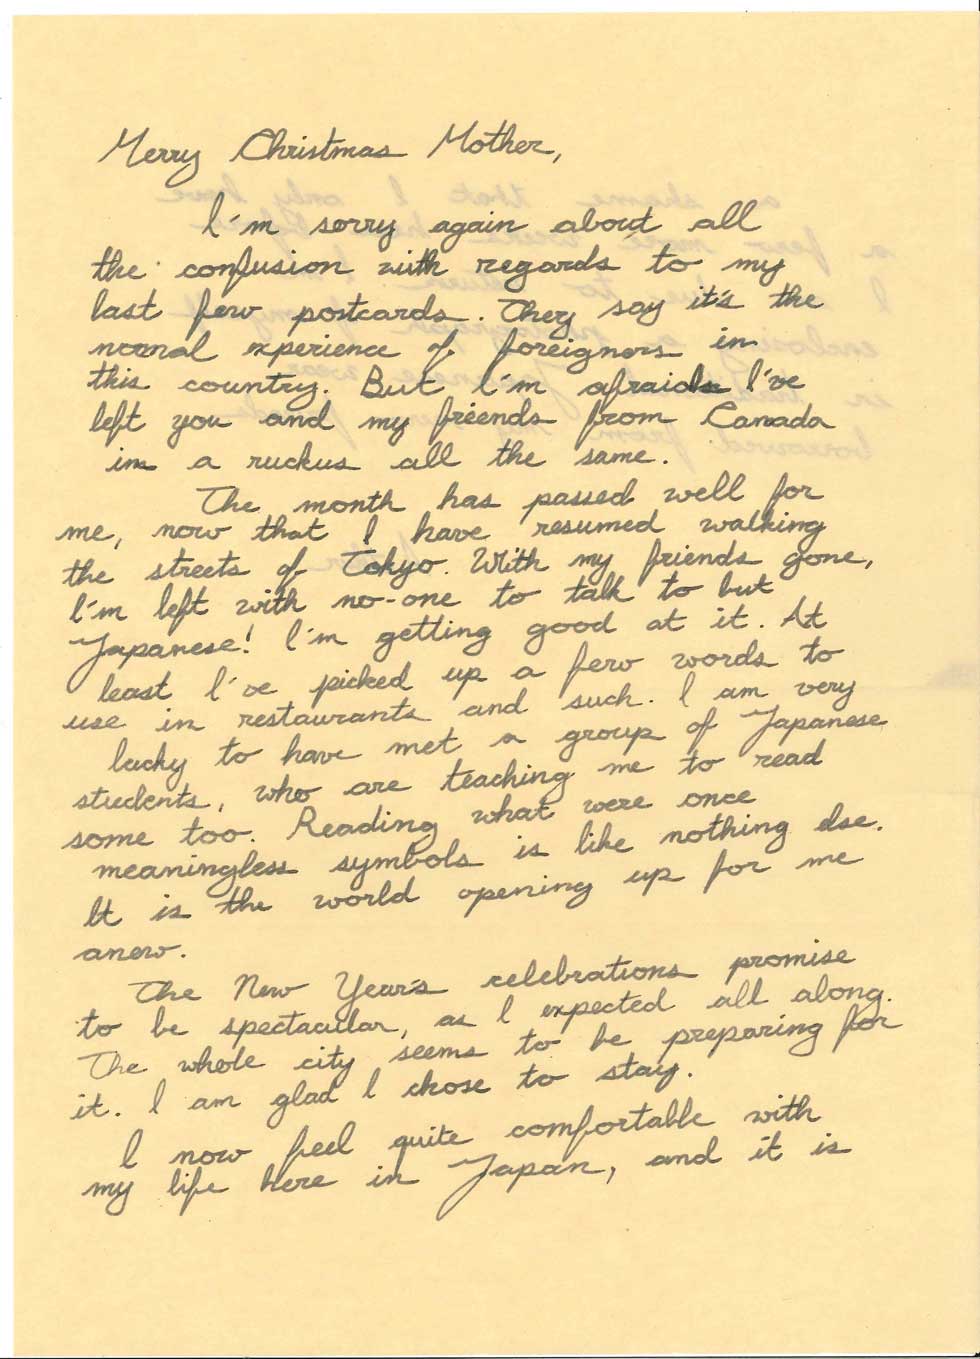 Merry Christmas Mother,
I'm sorry again about all
the confusion with regards to my
last few postcards. They say it's the
normal experience of foreigners in
this country. But I'm afraid I've
left you and my friends from Canada
in a ruckus all the same.
The month has passed well for
me, now that I have resumed walking
the streets of Tokyo. With my friends gone,
I'm left with no-one to talk to but
Japanese! I'm getting good at it. At
least I've picked up a few words to
use in restaurants and such. I am very
lucky to have met a group of Japanese
students, who are teaching me to read
some too. Reading what were once
meaningless symbols is like nothing else.
It is the world opening up for me
anew.
The New Year's celebrations promise
to be spectacular, as I expected all along.
The whole city seems to be preparing for
it. I am glad I chose to stay.
I now feel quite comfortable with
my life here in Japan, and it is